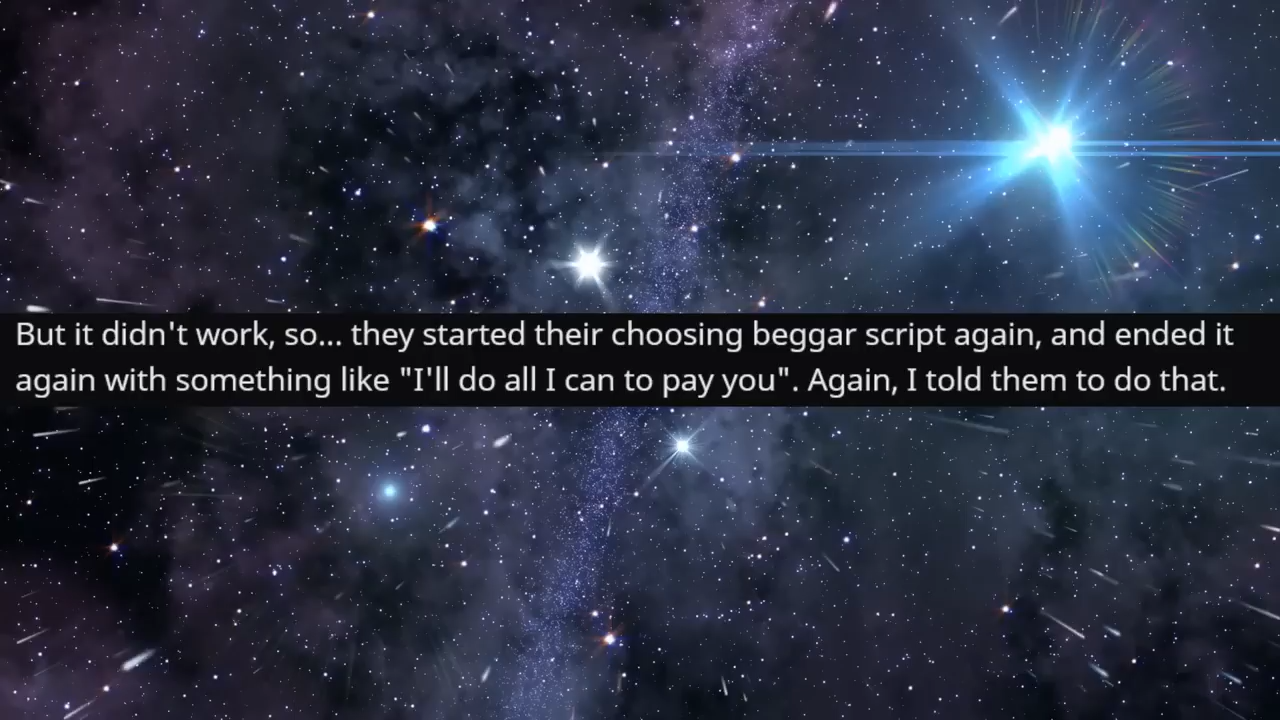 But it didn't work, so... they started their choosing beggar script again, and ended it
again with something like "I'll do all I can to pay you". Again, I told them to do that.